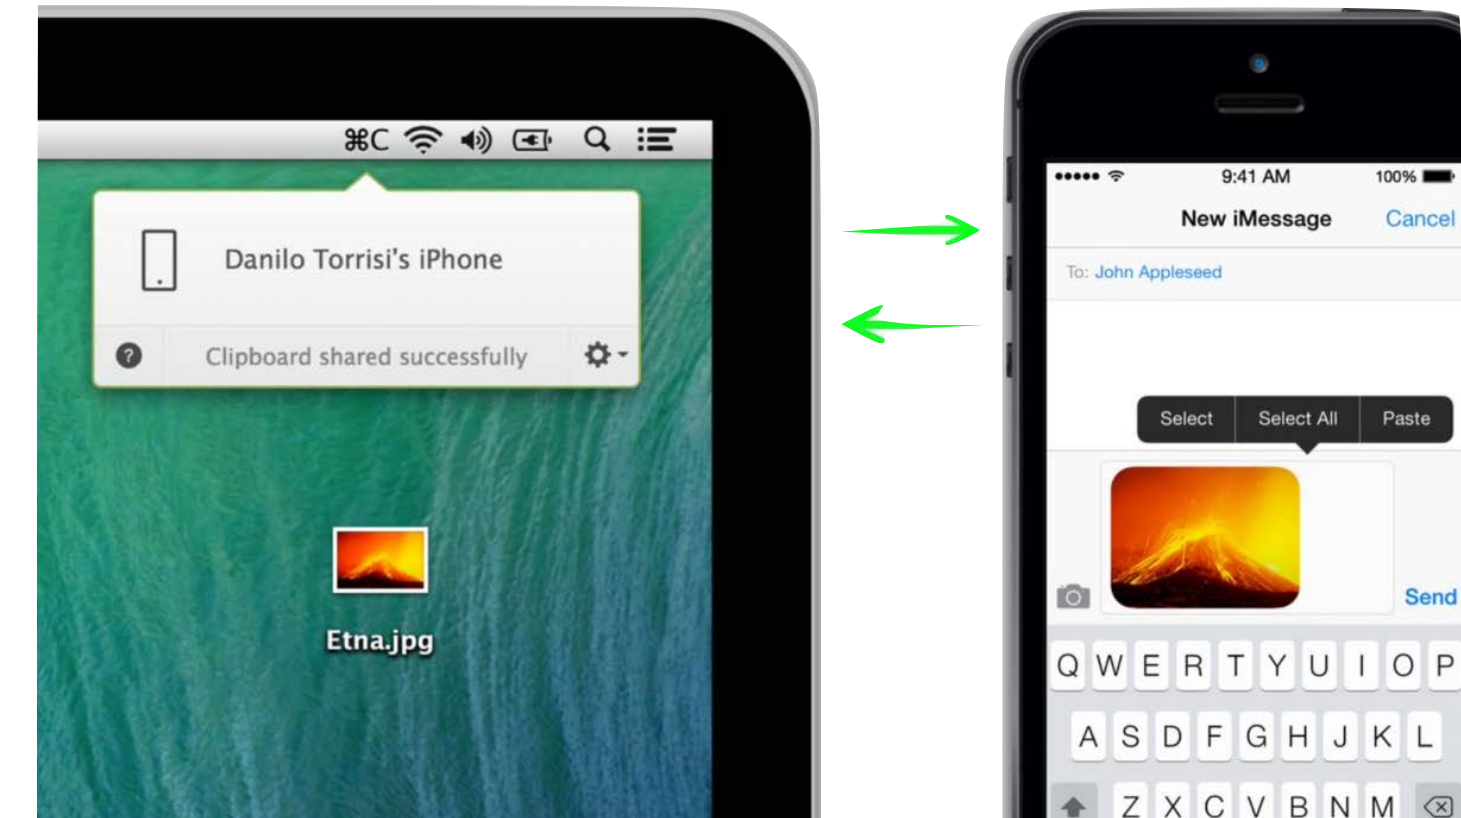 ⌘C
Danilo Torrisi's iPhone
?
Clipboard shared successfully
Etna.jpg
9:41 AM 100%
New iMessage Cancel
To: John Appleseed
Select Select All Paste
Send
Q W E R T Y U I O P
A S D F G H J K L
Z X C V B N M